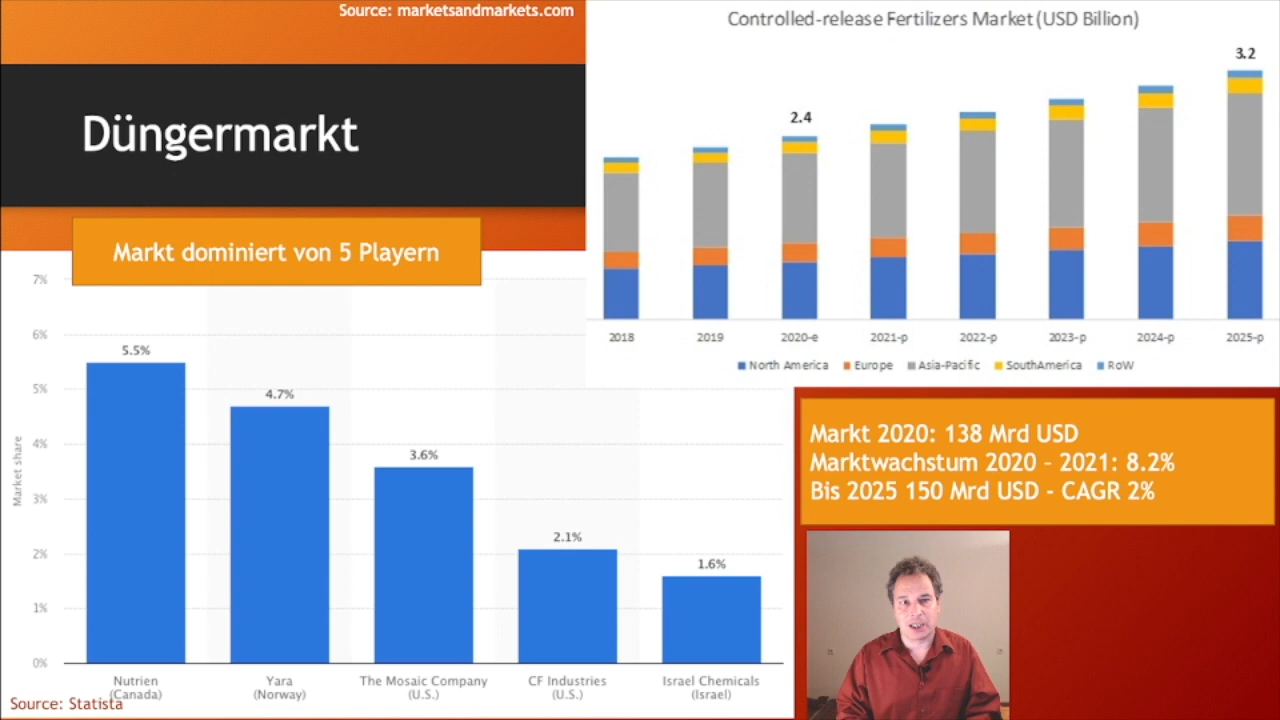 Source: marketsandmarkets.com
Düngermarkt
Markt dominiert von 5 Playern
7%
6%
5%
4%
3%
2%
1%
0%
Market share
5.5%
4.7%
3.6%
2.1%
1.6%
Nutrien
(Canada)
Yara
(Norway)
The Mosaic Company
(U.S.)
CF Industries
(U.S.)
Israel Chemicals
(Israel)
Source: Statista
Controlled-release Fertilizers Market (USD Billion)
2.4
3.2
2018 2019 2020-e 2021-p 2022-p 2023-p 2024-p 2025-p
North America Europe Asia-Pacific SouthAmerica RoW
Markt 2020: 138 Mrd USD
Marktwachstum 2020 – 2021: 8.2%
Bis 2025 150 Mrd USD - CAGR 2%